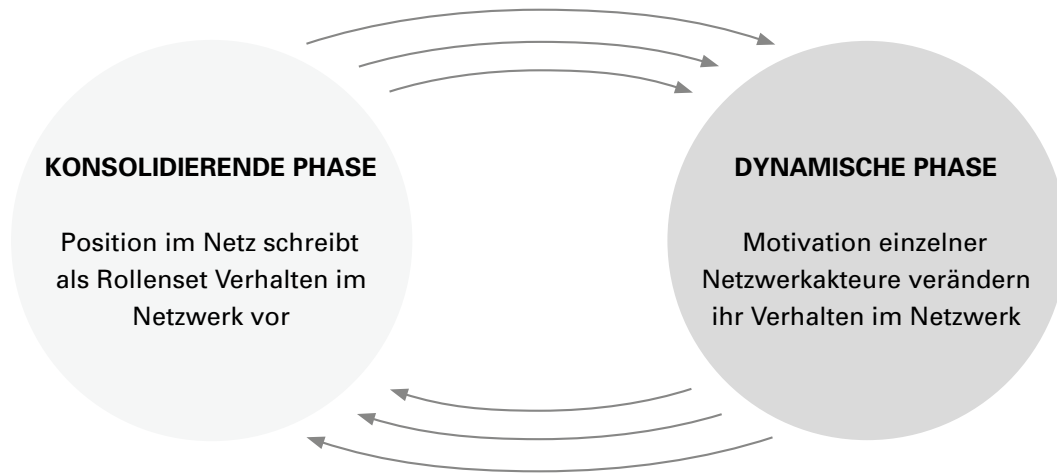 KONSOLIDIERENDE PHASE
Position im Netz schreibt
als Rollenset Verhalten im
Netzwerk vor
DYNAMISCHE PHASE
Motivation einzelner
Netzwerkakteure verändern
ihr Verhalten im Netzwerk